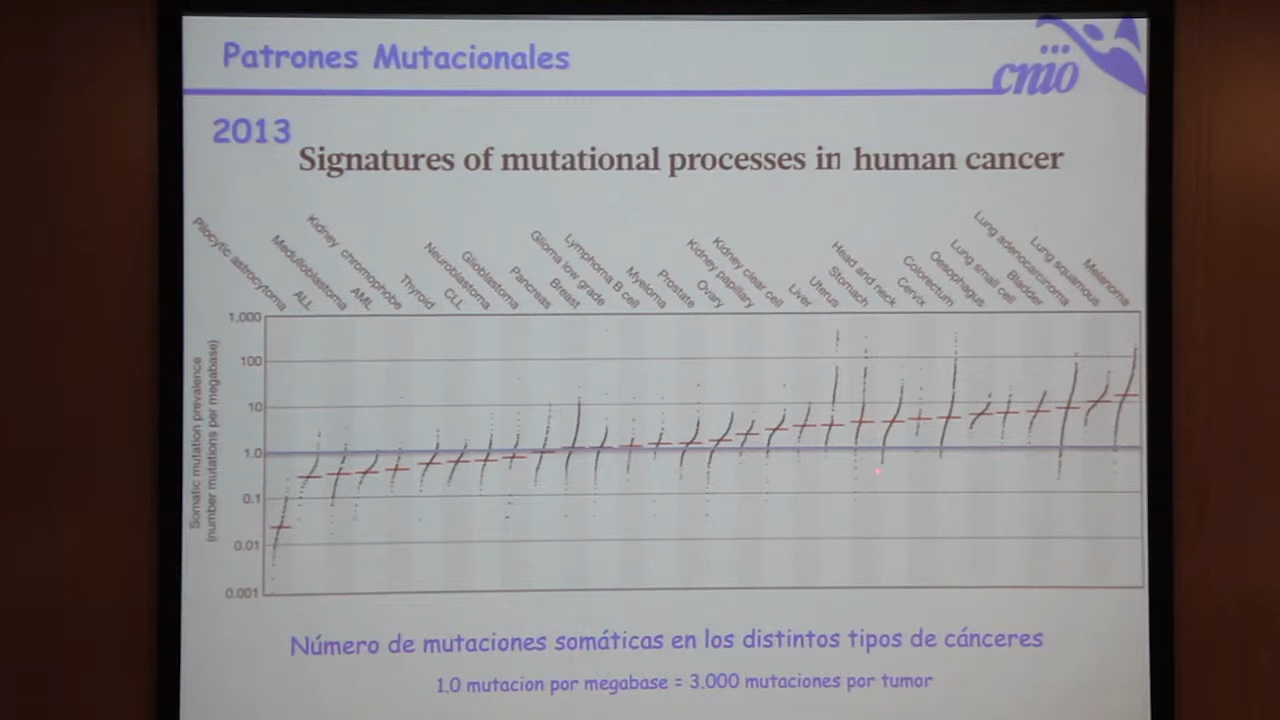 Patrones Mutacionales
cnio
2013
Signatures of mutational processes in human cancer
Pilocytic astrocytoma
ALL
Medulloblastoma
Kidney chromophobe
AML
Thyroid
CLL
Neuroblastoma
Glioblastoma
Pancreas
Breast
Glioma low grade
Lymphoma B cell
Myeloma
Prostate
Ovary
Kidney papillary
Kidney clear cell
Liver
Uterus
Stomach
Head and neck
Cervix
Colorectum
Oesophagus
Lung small cell
Bladder
Lung adenocarcinoma
Lung squamous
Melanoma
Somatic mutation prevalence
(number mutations per megabase)
1,000
100
10
1.0
0.1
0.01
0.001
Número de mutaciones somáticas en los distintos tipos de cánceres
1.0 mutacion por megabase = 3.000 mutaciones por tumor